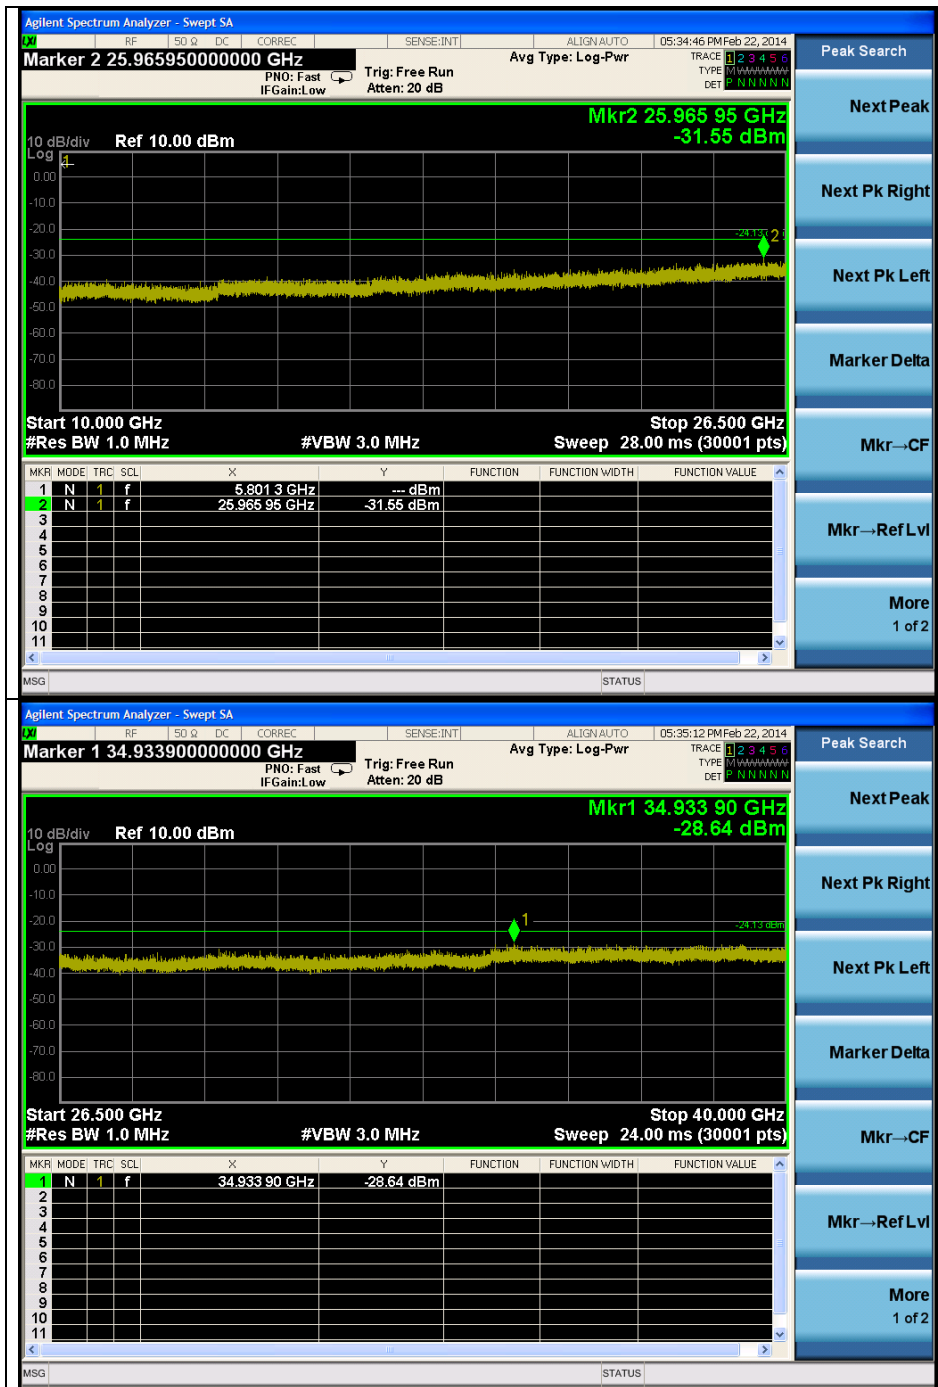 Agilent Spectrum Analyzer - Swept SA
LXI RF 50 Ω DC CORREC SENSE:INT ALIGN AUTO 05:34:46 PM Feb 22, 2014
Marker 2 25.965950000000 GHz
PNO: Fast
IFGain:Low
Trig: Free Run
Atten: 20 dB
Avg Type: Log-Pwr
TRACE 1 2 3 4 5 6
TYPE M WWWWW
DET P N N N N N
Mkr2 25.965 95 GHz
-31.55 dBm
10 dB/div Ref 10.00 dBm
Log
1
0.00
-10.0
-20.0
-24.13
2
-30.0
-40.0
-50.0
-60.0
-70.0
-80.0
Start 10.000 GHz Stop 26.500 GHz
#Res BW 1.0 MHz #VBW 3.0 MHz Sweep 28.00 ms (30001 pts)
MKR MODE TRC SCL X Y FUNCTION FUNCTION WIDTH FUNCTION VALUE
1 N 1 f 5.801 3 GHz --- dBm
2 N 1 f 25.965 95 GHz -31.55 dBm
3
4
5
6
7
8
9
10
11
MSG STATUS
Peak Search
Next Peak
Next Pk Right
Next Pk Left
Marker Delta
Mkr→CF
Mkr→Ref Lvl
More
1 of 2
Agilent Spectrum Analyzer - Swept SA
LXI RF 50 Ω DC CORREC SENSE:INT ALIGN AUTO 05:35:12 PM Feb 22, 2014
Marker 1 34.933900000000 GHz
PNO: Fast
IFGain:Low
Trig: Free Run
Atten: 20 dB
Avg Type: Log-Pwr
TRACE 1 2 3 4 5 6
TYPE M WWWWW
DET P N N N N N
Mkr1 34.933 90 GHz
-28.64 dBm
10 dB/div Ref 10.00 dBm
Log
0.00
-10.0
-20.0
1
-24.13 dBm
-30.0
-40.0
-50.0
-60.0
-70.0
-80.0
Start 26.500 GHz Stop 40.000 GHz
#Res BW 1.0 MHz #VBW 3.0 MHz Sweep 24.00 ms (30001 pts)
MKR MODE TRC SCL X Y FUNCTION FUNCTION WIDTH FUNCTION VALUE
1 N 1 f 34.933 90 GHz -28.64 dBm
2
3
4
5
6
7
8
9
10
11
MSG STATUS
Peak Search
Next Peak
Next Pk Right
Next Pk Left
Marker Delta
Mkr→CF
Mkr→Ref Lvl
More
1 of 2